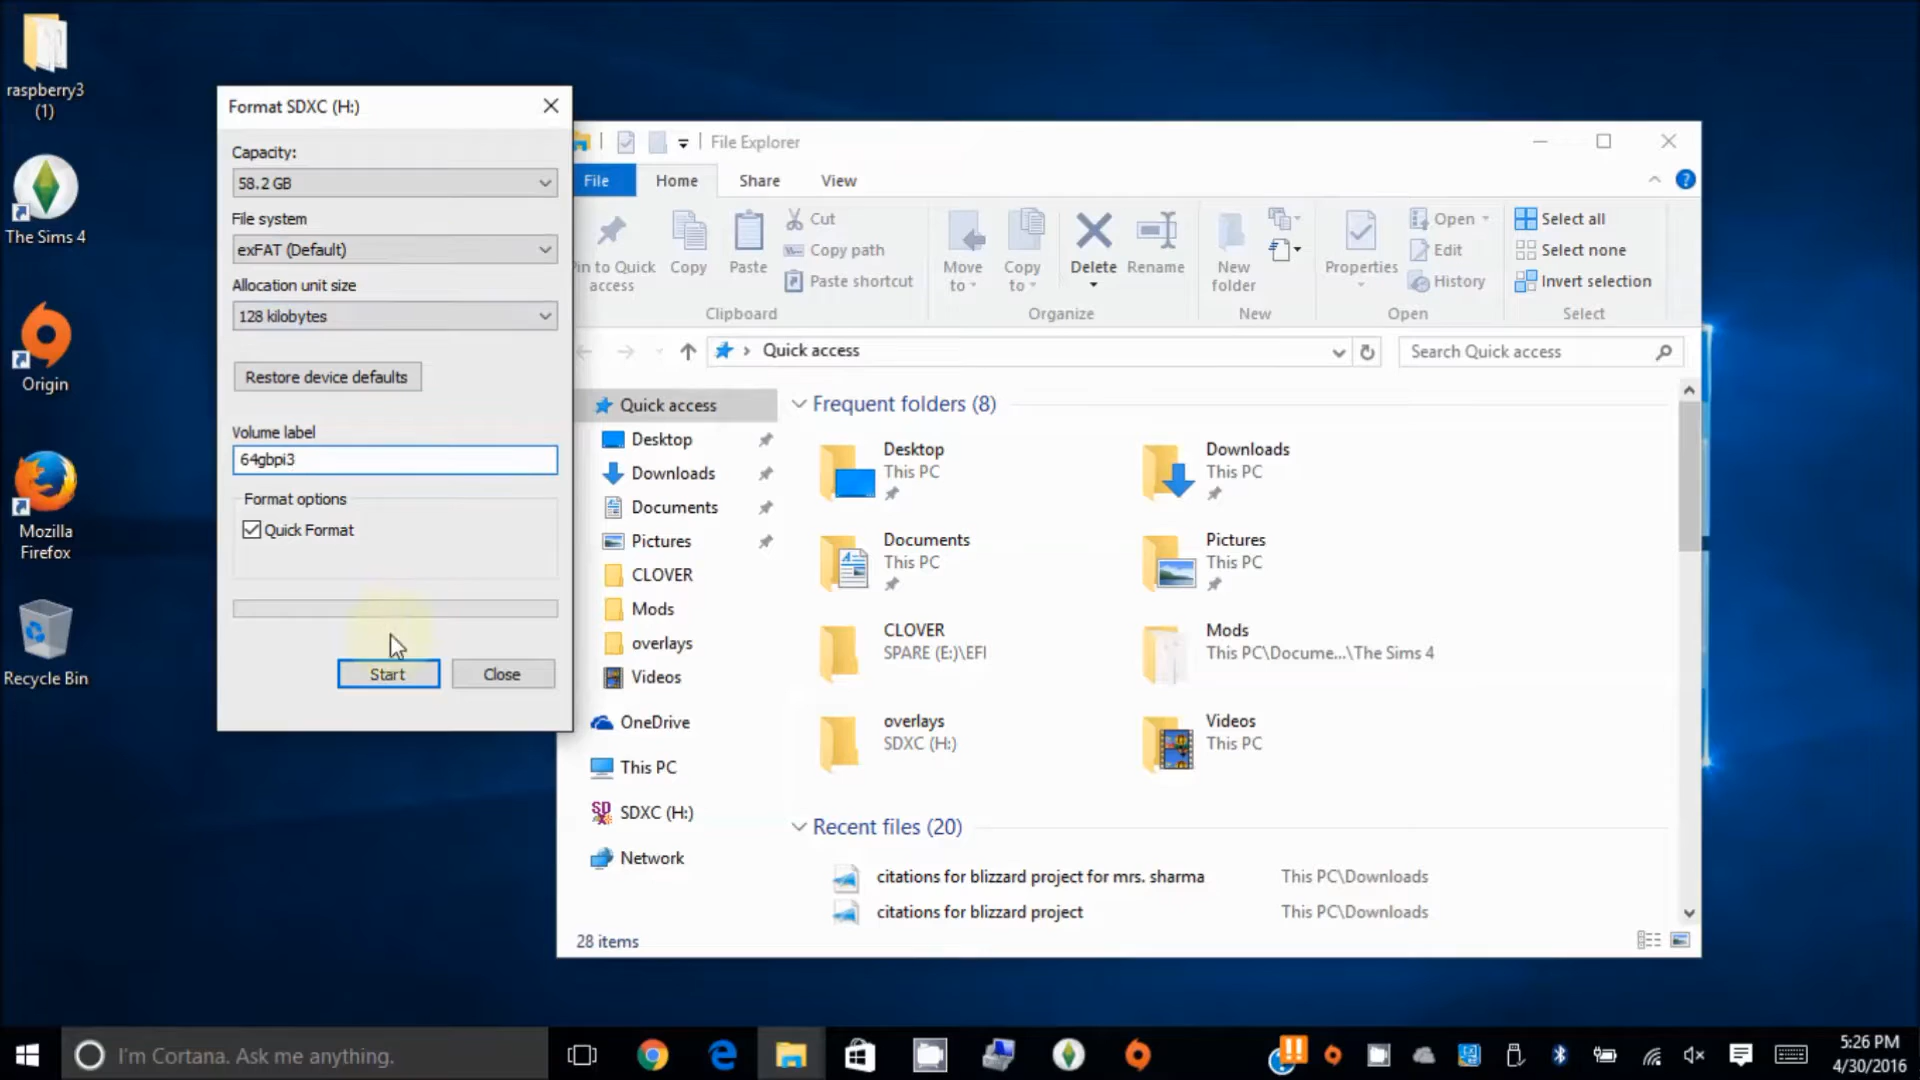 raspberry3
(1)
The Sims 4
Origin
Mozilla
Firefox
Recycle Bin
Format SDXC (H:)
Capacity:
58.2 GB
File system
exFAT (Default)
Allocation unit size
128 kilobytes
Restore device defaults
Volume label
64gbpi3
Format options
Quick Format
Start
Close
File Explorer
File
Home
Share
View
Pin to Quick
access
Copy
Paste
Cut
Copy path
Paste shortcut
Clipboard
Move
to
Copy
to
Delete
Rename
Organize
New
folder
New
Properties
Open
Edit
History
Open
Select all
Select none
Invert selection
Select
Quick access
Search Quick access
Quick access
Desktop
Downloads
Documents
Pictures
CLOVER
Mods
overlays
Videos
OneDrive
This PC
SDXC (H:)
Network
Frequent folders (8)
Desktop
This PC
Downloads
This PC
Documents
This PC
Pictures
This PC
CLOVER
SPARE (E:)\EFI
Mods
This PC\Docume...\The Sims 4
overlays
SDXC (H:)
Videos
This PC
Recent files (20)
citations for blizzard project for mrs. sharma
This PC\Downloads
citations for blizzard project
This PC\Downloads
28 items
I'm Cortana. Ask me anything.
5:26 PM
4/30/2016